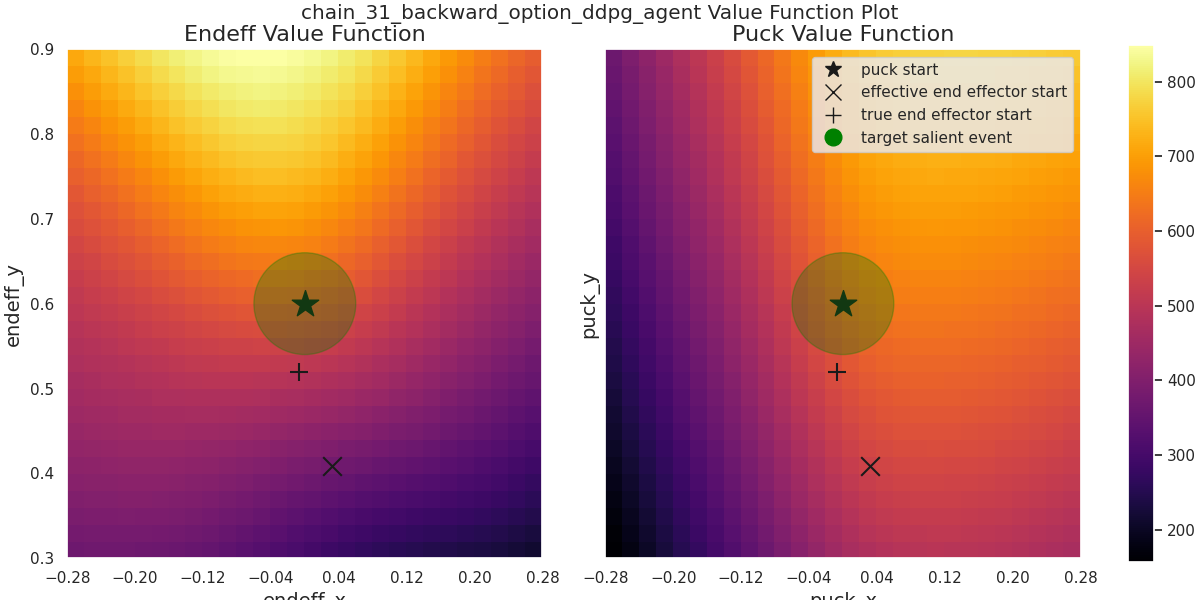 chain_31_backward_option_ddpg_agent Value Function Plot
Endeff Value Function
Puck Value Function
puck start
effective end effector start
true end effector start
target salient event
endeff_y
0.9
0.8
0.7
0.6
0.5
0.4
0.3
−0.28 −0.20 −0.12 −0.04 0.04 0.12 0.20 0.28
endeff_x
puck_y
−0.28 −0.20 −0.12 −0.04 0.04 0.12 0.20 0.28
puck_x
800
700
600
500
400
300
200